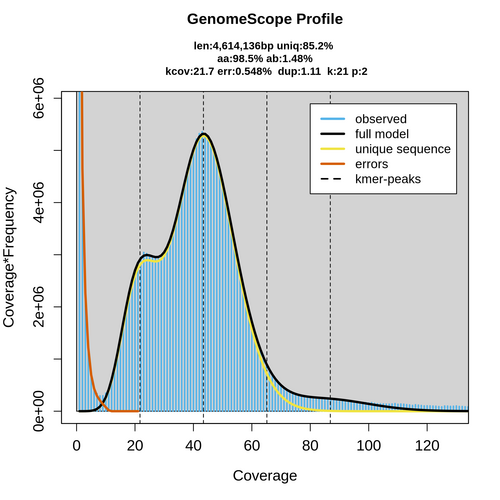 GenomeScope Profile
len:4,614,136bp uniq:85.2%
aa:98.5% ab:1.48%
kcov:21.7 err:0.548%  dup:1.11  k:21 p:2
observed
full model
unique sequence
errors
kmer-peaks
Coverage*Frequency
6e+06
4e+06
2e+06
0e+00
0 20 40 60 80 100 120
Coverage